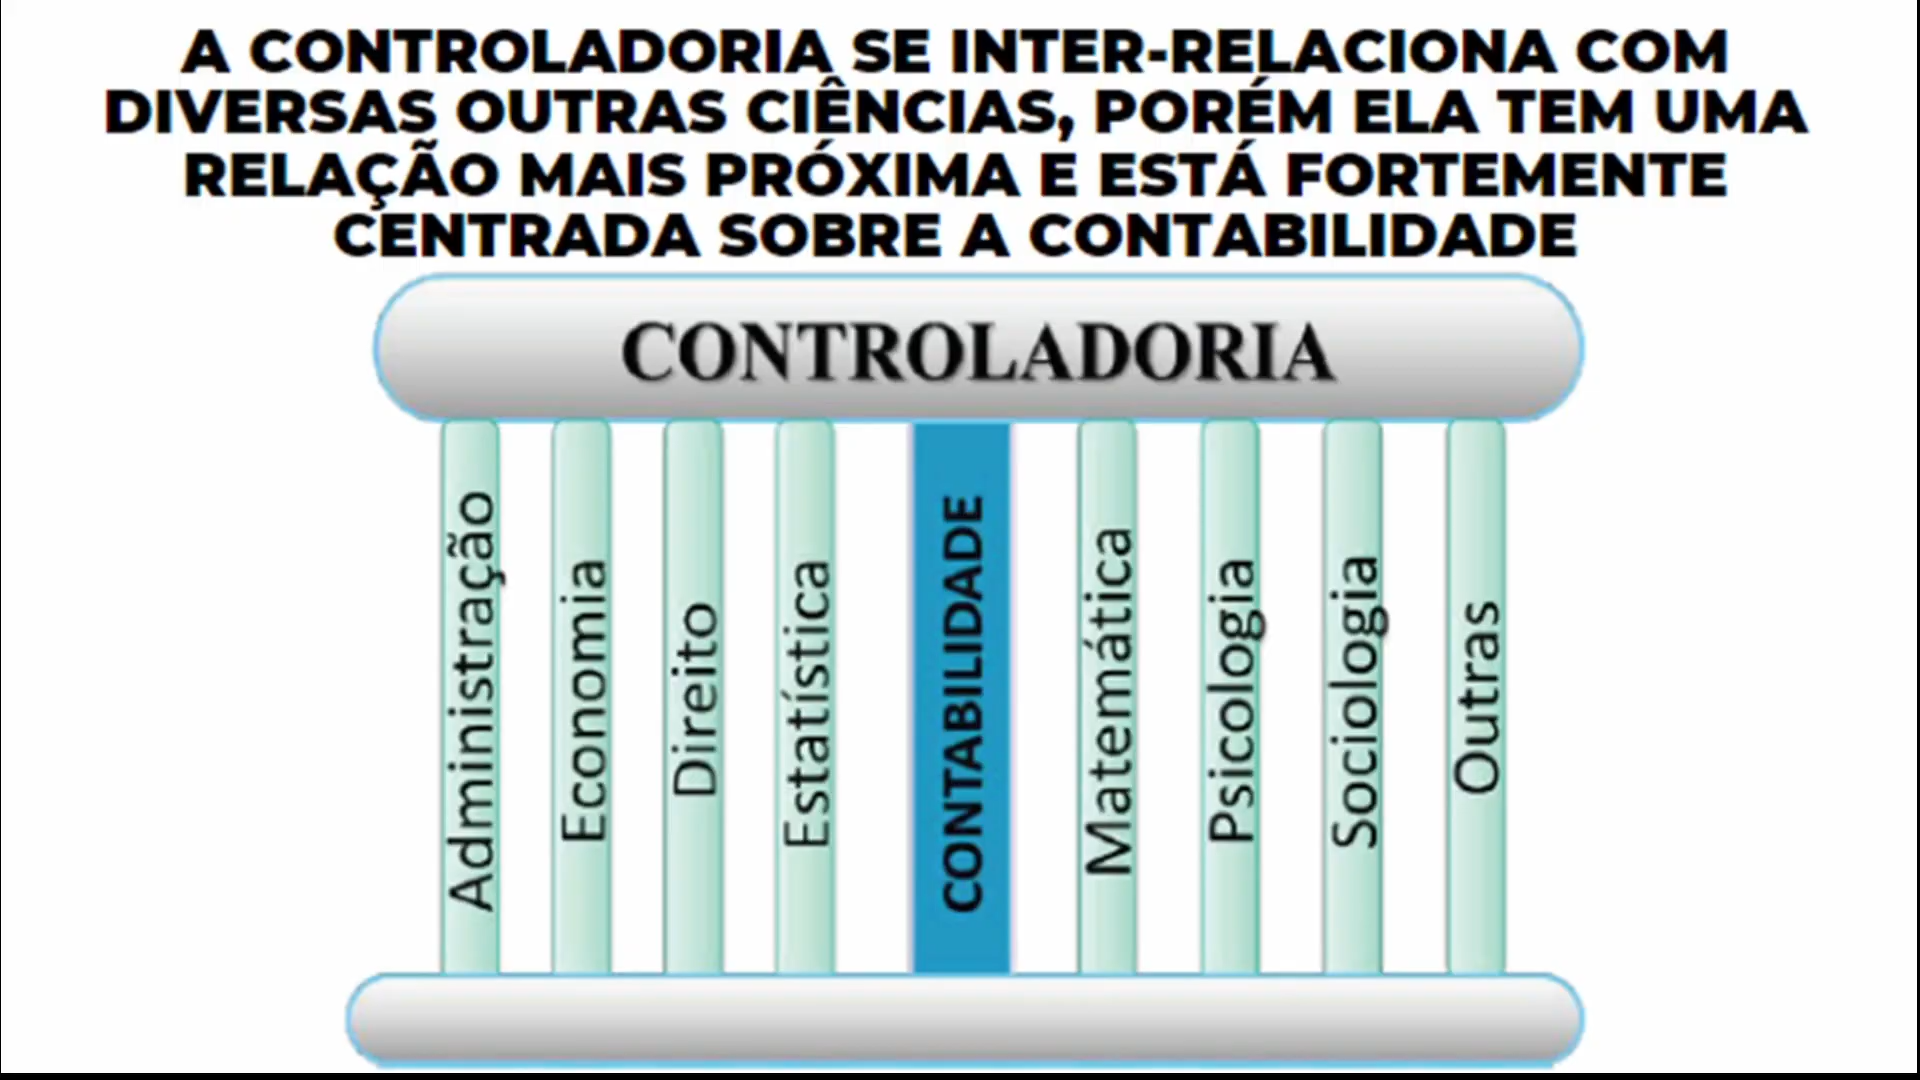 A CONTROLADORIA SE INTER-RELACIONA COM
DIVERSAS OUTRAS CIÊNCIAS, PORÉM ELA TEM UMA
RELAÇÃO MAIS PRÓXIMA E ESTÁ FORTEMENTE
CENTRADA SOBRE A CONTABILIDADE
CONTROLADORIA
Administração
Economia
Direito
Estatística
CONTABILIDADE
Matemática
Psicologia
Sociologia
Outras